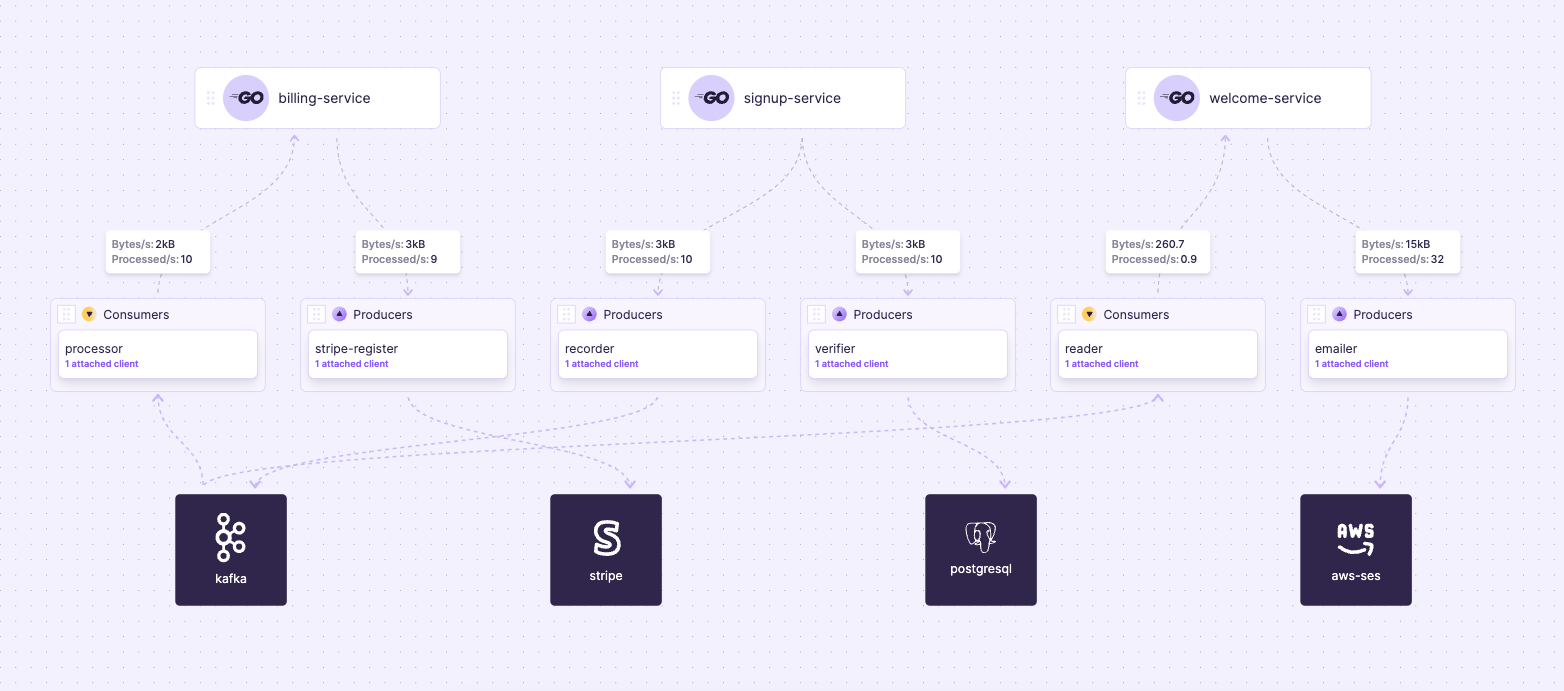 GO billing-service
GO signup-service
GO welcome-service
Bytes/s: 2kB
Processed/s: 10
Bytes/s: 3kB
Processed/s: 9
Bytes/s: 3kB
Processed/s: 10
Bytes/s: 3kB
Processed/s: 10
Bytes/s: 260.7
Processed/s: 0.9
Bytes/s: 15kB
Processed/s: 32
Consumers
processor
1 attached client
Producers
stripe-register
1 attached client
Producers
recorder
1 attached client
Producers
verifier
1 attached client
Consumers
reader
1 attached client
Producers
emailer
1 attached client
kafka
S
stripe
postgresql
AWS
aws-ses